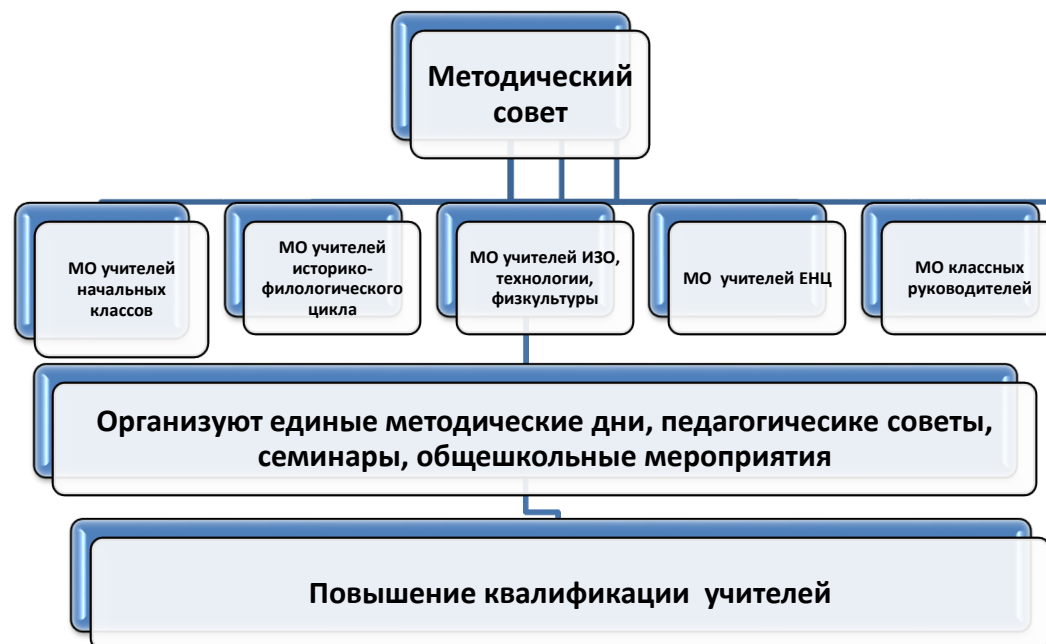 Методический
совет
МО учителей
начальных
классов
МО учителей
историко-
филологического
цикла
МО учителей ИЗО,
технологии,
физкультуры
МО учителей ЕНЦ
МО классных
руководителей
Организуют единые методические дни, педагогичесике советы,
семинары, общешкольные мероприятия
Повышение квалификации учителей